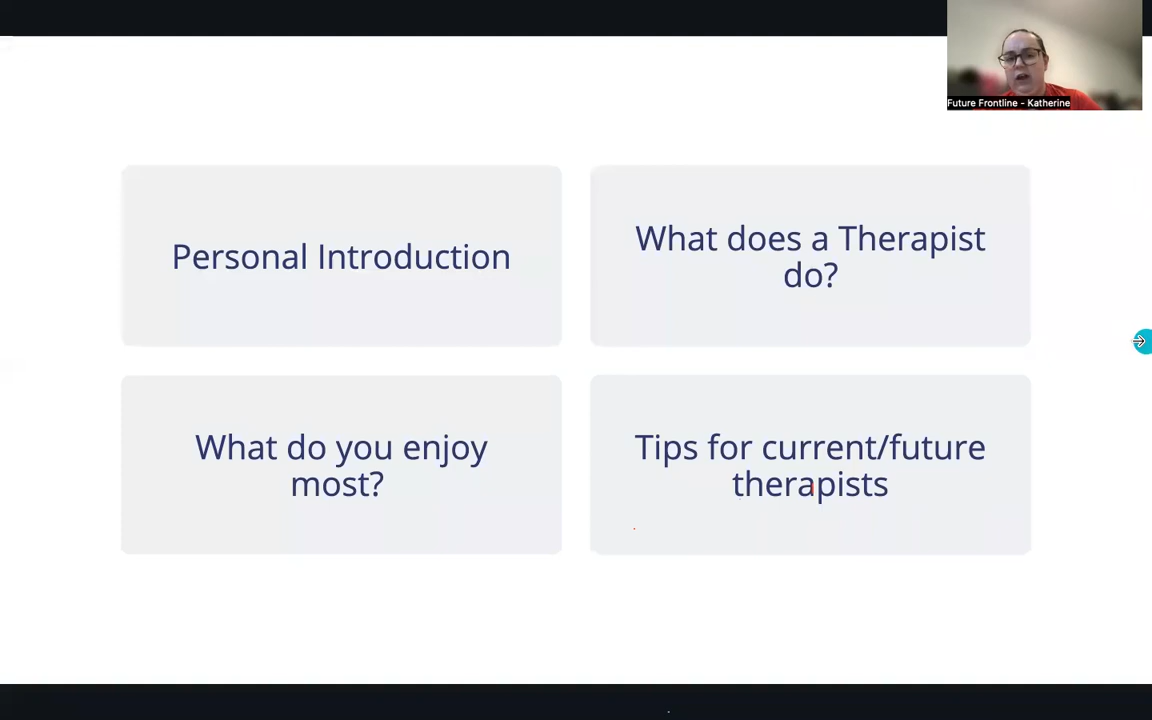 Future Frontline - Katherine
Personal Introduction
What does a Therapist
do?
What do you enjoy
most?
Tips for current/future
therapists